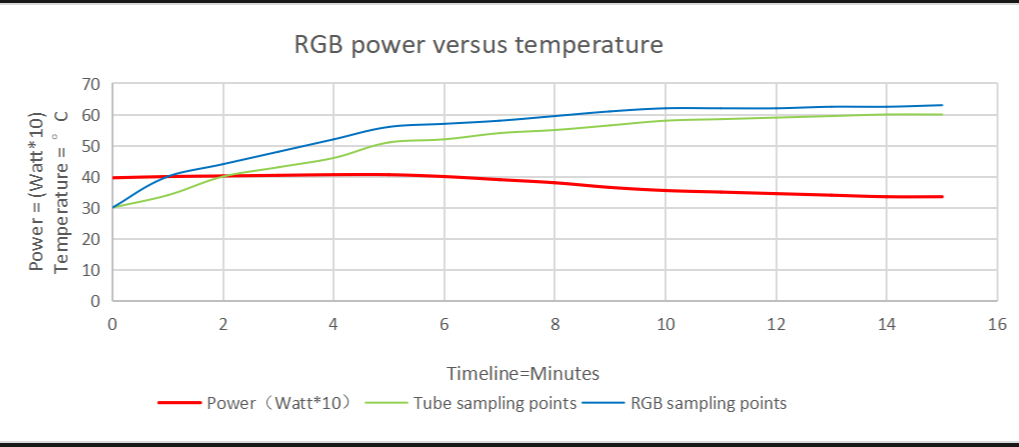 RGB power versus temperature
Power = (Watt*10)
Temperature = ° C
70
60
50
40
30
20
10
0
0 2 4 6 8 10 12 14 16
Timeline=Minutes
Power（Watt*10） Tube sampling points RGB sampling points